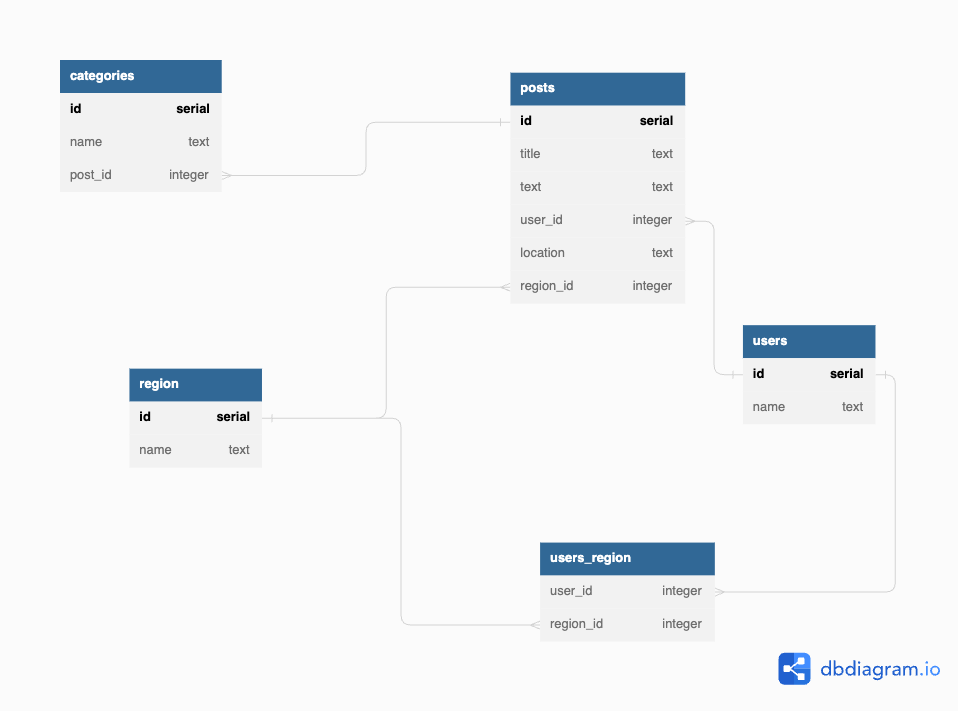 categories
id serial
name text
post_id integer
posts
id serial
title text
text text
user_id integer
location text
region_id integer
users
id serial
name text
region
id serial
name text
users_region
user_id integer
region_id integer
dbdiagram.io